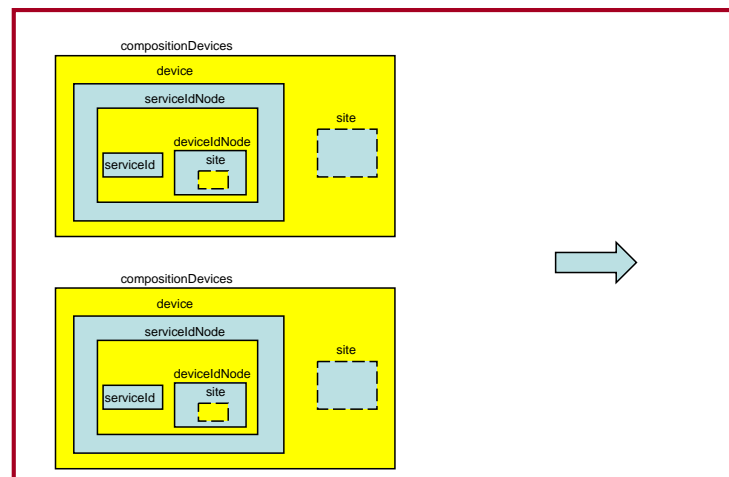 compositionDevices
device
serviceIdNode
site
deviceIdNode
serviceId
site
compositionDevices
device
serviceIdNode
site
deviceIdNode
serviceId
site